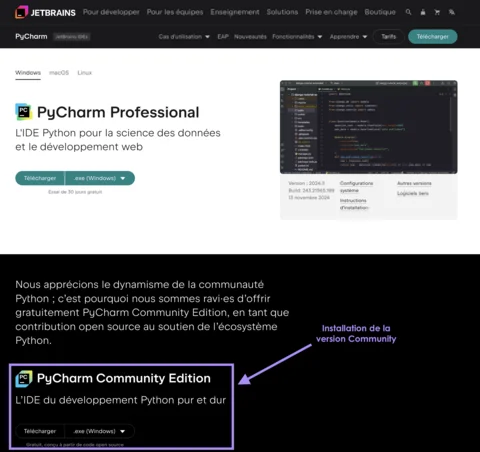 JETBRAINS Pour développer Pour les équipes Enseignement Solutions Prise en charge Boutique
PyCharm JetBrains IDEs Cas d'utilisation EAP Nouveautés Fonctionnalités Apprendre Tarifs Télécharger
Windows macOS Linux
PC PyCharm Professional
L'IDE Python pour la science des données
et le développement web
Télécharger .exe (Windows)
Essai de 30 jours gratuit
Version : 2024.3
13 novembre 2024
Configurations
système
Instructions
d'installation
Autres versions
Logiciels tiers
Nous apprécions le dynamisme de la communauté
Python ; c'est pourquoi nous sommes ravi·es d'offrir
gratuitement PyCharm Community Edition, en tant que
contribution open source au soutien de l'écosystème
Python.
Installation de la
version Community
PC PyCharm Community Edition
L'IDE du développement Python pur et dur
Télécharger .exe (Windows)
Gratuit, conçu à partir de code open source